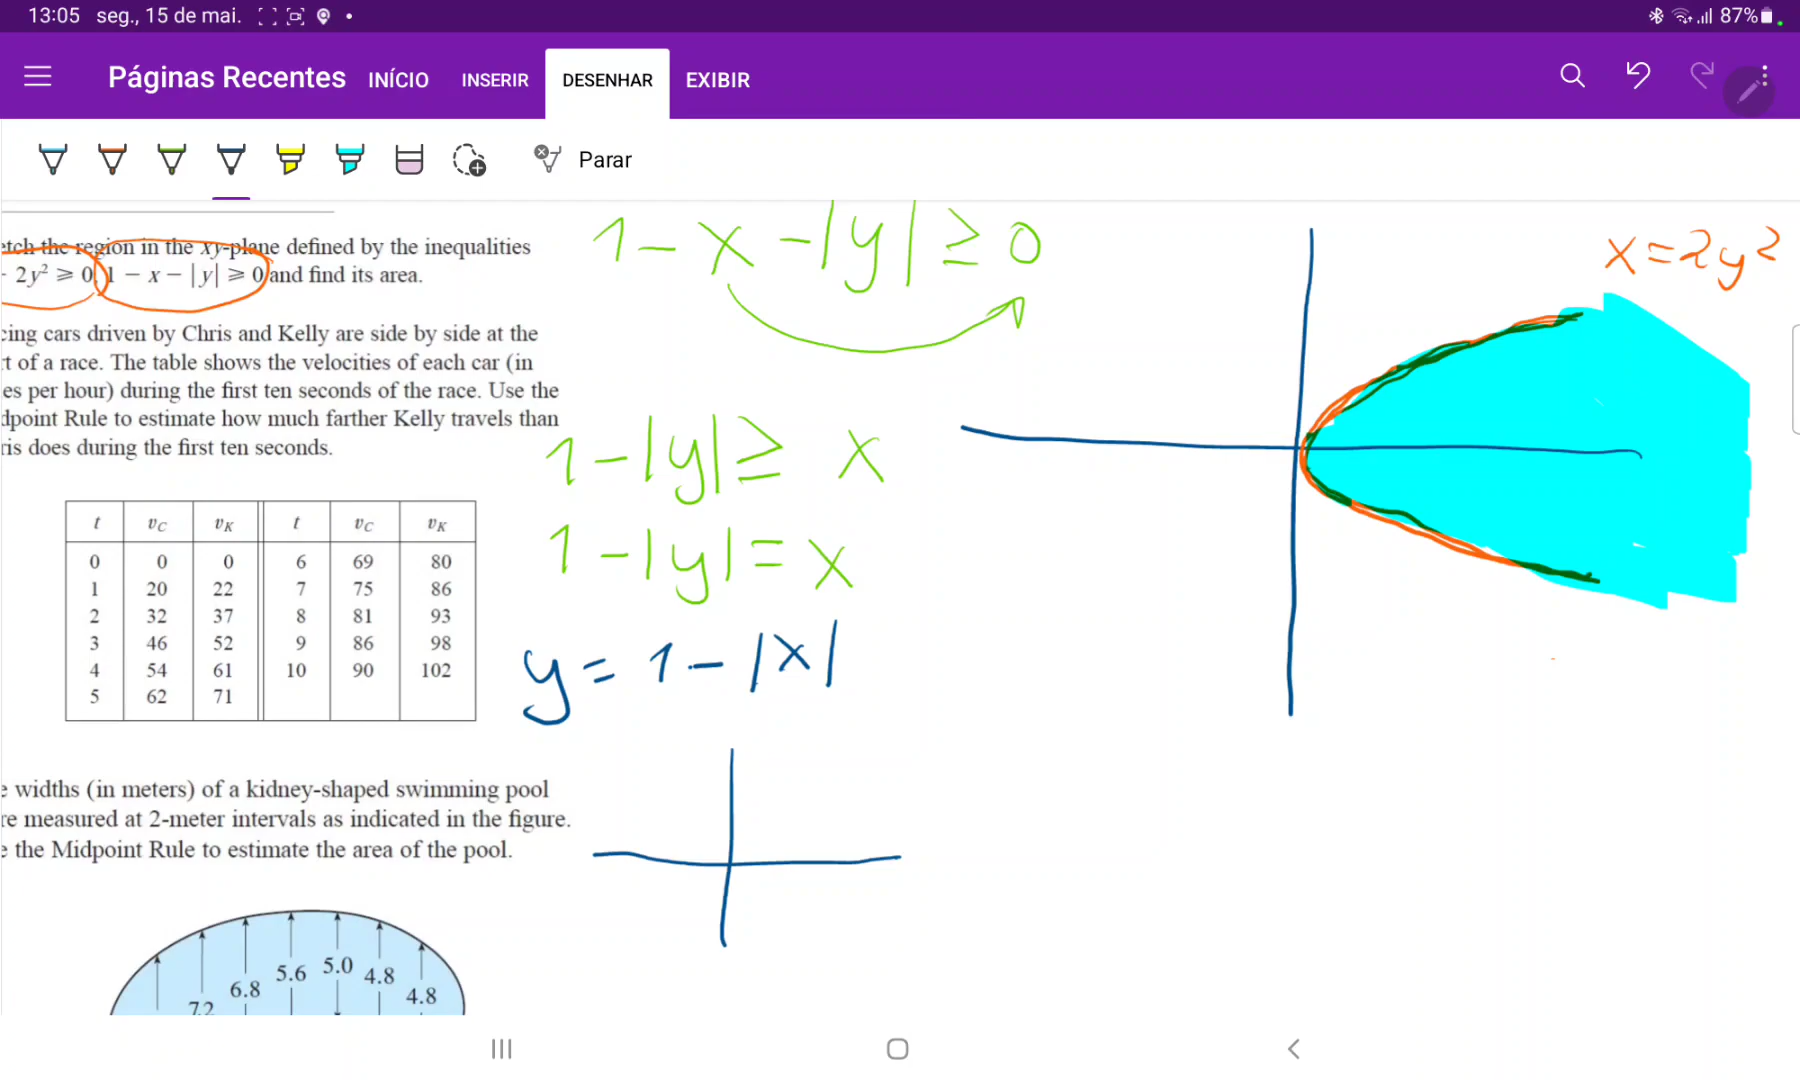 13:05 seg., 15 de mai. 87%
Páginas Recentes INÍCIO INSERIR DESENHAR EXIBIR
Parar
etch the region in the xy-plane defined by the inequalities
- 2y² ⩾ 0, 1 − x − |y| ⩾ 0 and find its area.
cing cars driven by Chris and Kelly are side by side at the
rt of a race. The table shows the velocities of each car (in
es per hour) during the first ten seconds of the race. Use the
dpoint Rule to estimate how much farther Kelly travels than
ris does during the first ten seconds.
t v_C v_K t v_C v_K
0 0 0 6 69 80
1 20 22 7 75 86
2 32 37 8 81 93
3 46 52 9 86 98
4 54 61 10 90 102
5 62 71
e widths (in meters) of a kidney-shaped swimming pool
re measured at 2-meter intervals as indicated in the figure.
e the Midpoint Rule to estimate the area of the pool.
7.2 6.8 5.6 5.0 4.8 4.8
1 - x - |y| ≥ 0
1 - |y| ≥ x
1 - |y| = x
y = 1 - |x|
x = 2y²